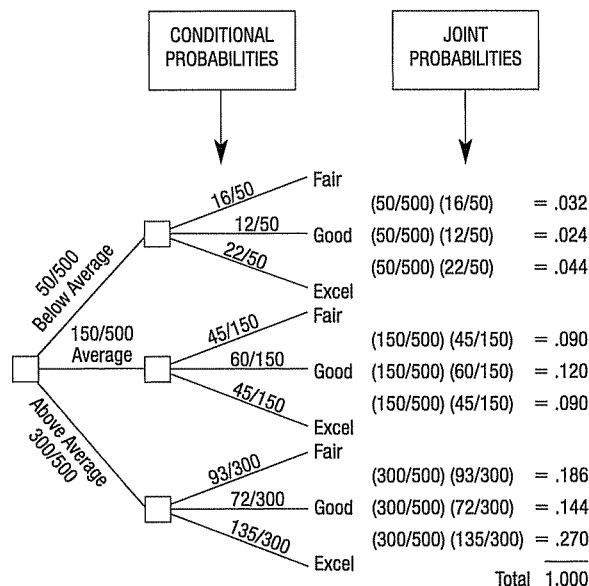 CONDITIONAL
PROBABILITIES
JOINT
PROBABILITIES
16/50
Fair
(50/500) (16/50) = .032
12/50
Good
(50/500) (12/50) = .024
22/50
Excel
(50/500) (22/50) = .044
50/500
Below Average
45/150
Fair
(150/500) (45/150) = .090
150/500
Average
60/150
Good
(150/500) (60/150) = .120
45/150
Excel
(150/500) (45/150) = .090
Above Average
300/500
93/300
Fair
(300/500) (93/300) = .186
72/300
Good
(300/500) (72/300) = .144
135/300
Excel
(300/500) (135/300) = .270
Total 1.000